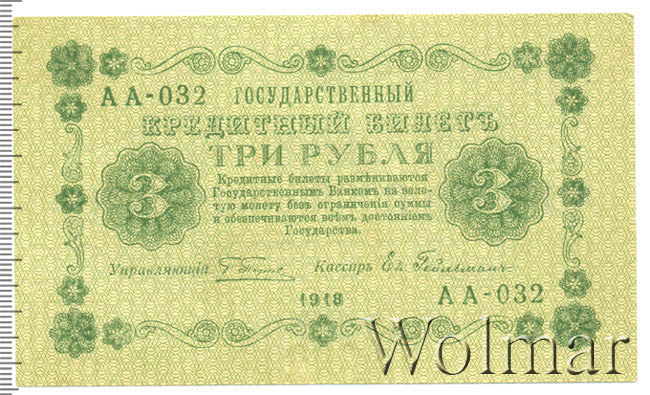 АА-032 ГОСУДАРСТВЕННЫЙ
КРЕДИТНЫЙ БИЛЕТЪ
ТРИ РУБЛЯ
3 3
Кредитные билеты размѣниваются
Государственнымъ Банкомъ на золо-
тую монету безъ ограниченія суммы
и обезпечиваются всѣмъ достояніемъ
Государства.
Управляющій Кассиръ
1918
АА-032
Wolmar